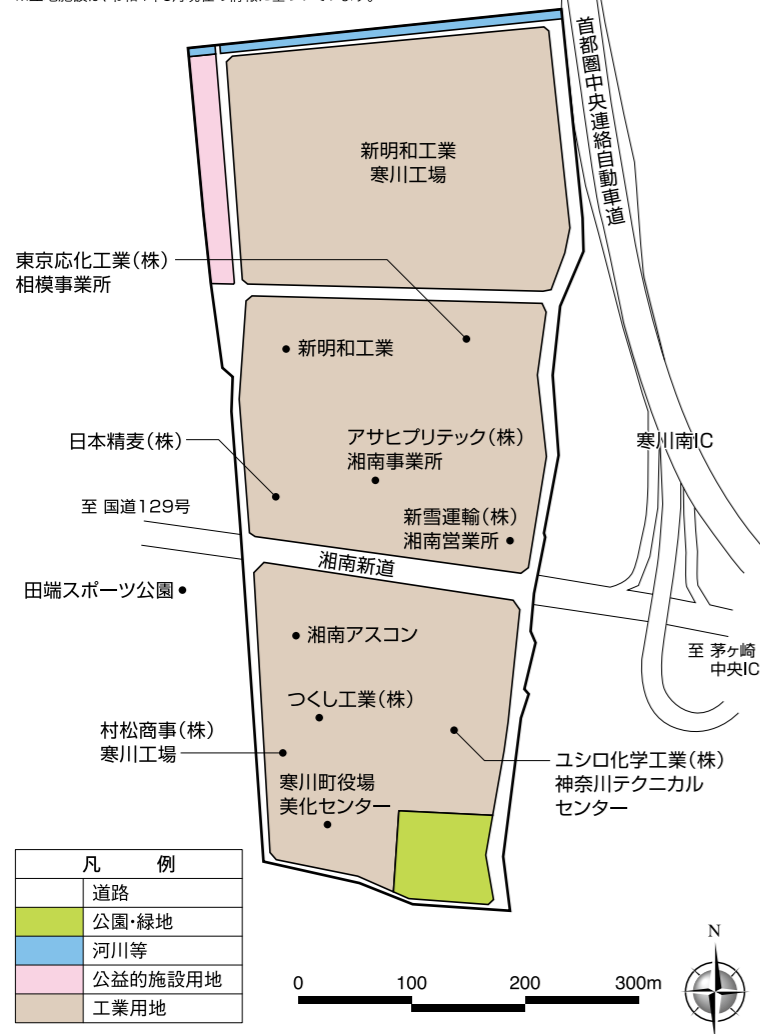 首都圏中央連絡自動車道
新明和工業
寒川工場
東京応化工業(株)
相模事業所
新明和工業
日本精麦(株)
アサヒプリテック(株)
湘南事業所
寒川南IC
至 国道129号
新雪運輸(株)
湘南営業所
湘南新道
田端スポーツ公園
湘南アスコン
至 茅ヶ崎
中央IC
つくし工業(株)
村松商事(株)
寒川工場
ユシロ化学工業(株)
神奈川テクニカル
センター
寒川町役場
美化センター
凡 例
道路
公園・緑地
河川等
公益的施設用地
工業用地
0 100 200 300m
N